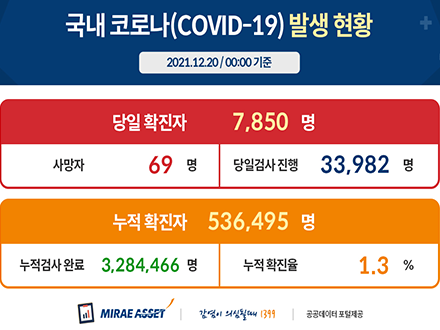 국내 코로나(COVID-19) 발생 현황
2021.12.20 / 00:00 기준
당일 확진자 7,850 명
사망자 69 명 당일검사 진행 33,982 명
누적 확진자 536,495 명
누적검사 완료 3,284,466 명 누적 확진율 1.3 %
MIRAE ASSET 감염이 의심될때 1399 공공데이터 포털제공